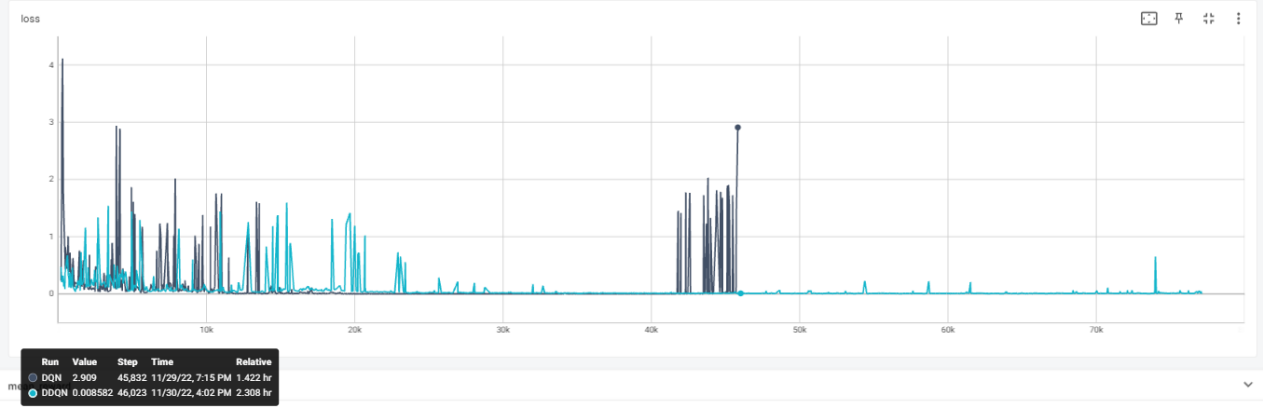 loss
4
3
2
1
0
10k 20k 30k 40k 50k 60k 70k
Run Value Step Time Relative
DQN 2.909 45,832 11/29/22, 7:15 PM 1.422 hr
DDQN 0.008582 46,023 11/30/22, 4:02 PM 2.308 hr